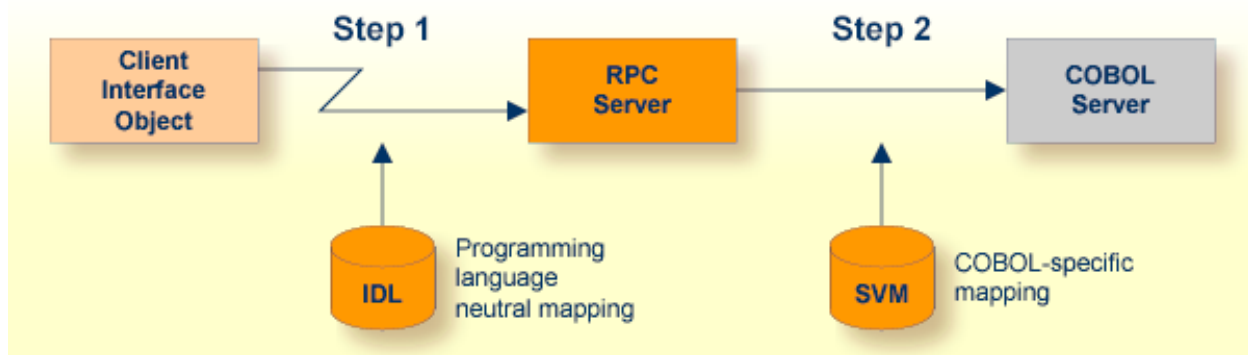 Step 1
Step 2
Client
Interface
Object
RPC
Server
COBOL
Server
IDL
Programming
language
neutral mapping
SVM
COBOL-specific
mapping